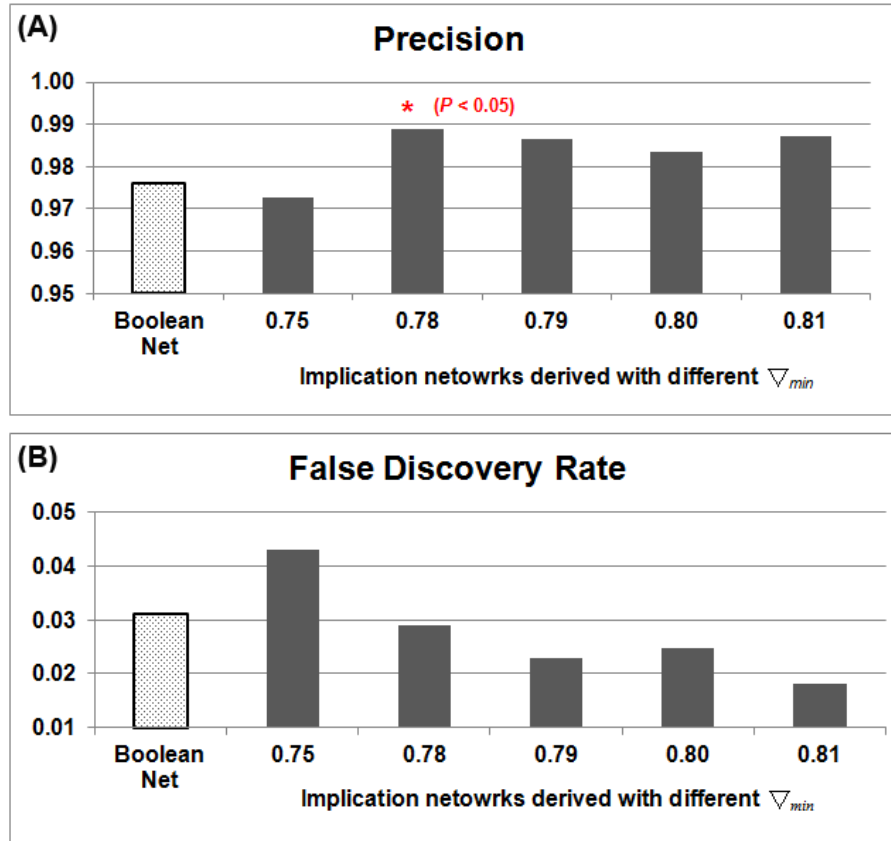 (A)
Precision
1.00
0.99
0.98
0.97
0.96
0.95
* (P < 0.05)
Boolean Net 0.75 0.78 0.79 0.80 0.81
Implication netowrks derived with different ▽min
(B)
False Discovery Rate
0.05
0.04
0.03
0.02
0.01
Boolean Net 0.75 0.78 0.79 0.80 0.81
Implication netowrks derived with different ▽min